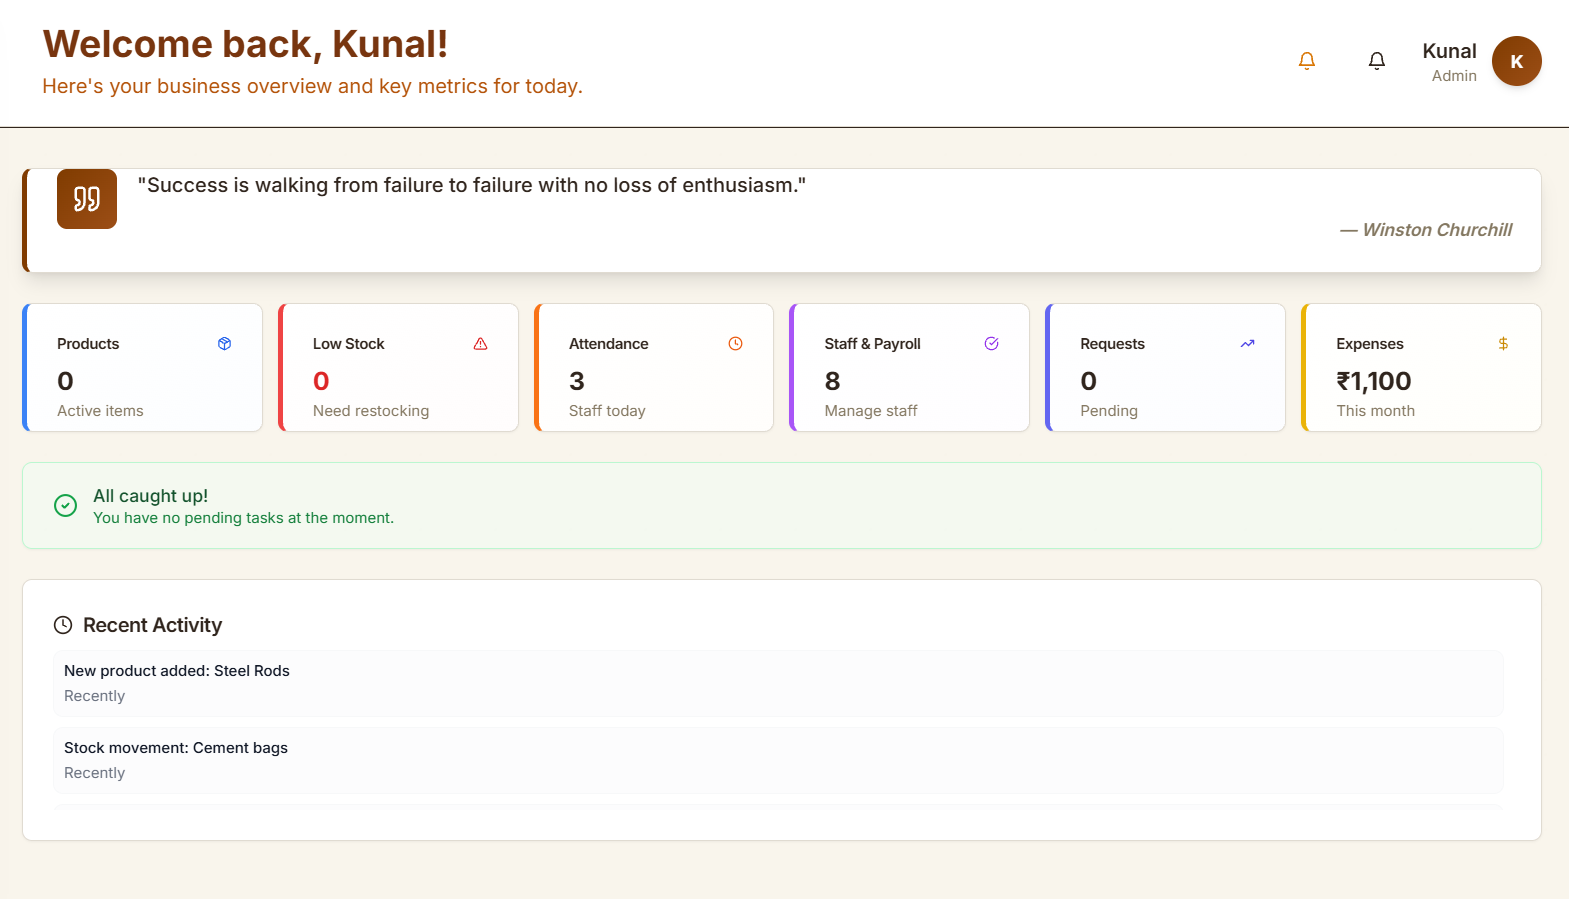 Welcome back, Kunal!
Here's your business overview and key metrics for today.
Kunal
Admin
K
"Success is walking from failure to failure with no loss of enthusiasm."
— Winston Churchill
Products
0
Active items
Low Stock
0
Need restocking
Attendance
3
Staff today
Staff & Payroll
8
Manage staff
Requests
0
Pending
Expenses
₹1,100
This month
All caught up!
You have no pending tasks at the moment.
Recent Activity
New product added: Steel Rods
Recently
Stock movement: Cement bags
Recently